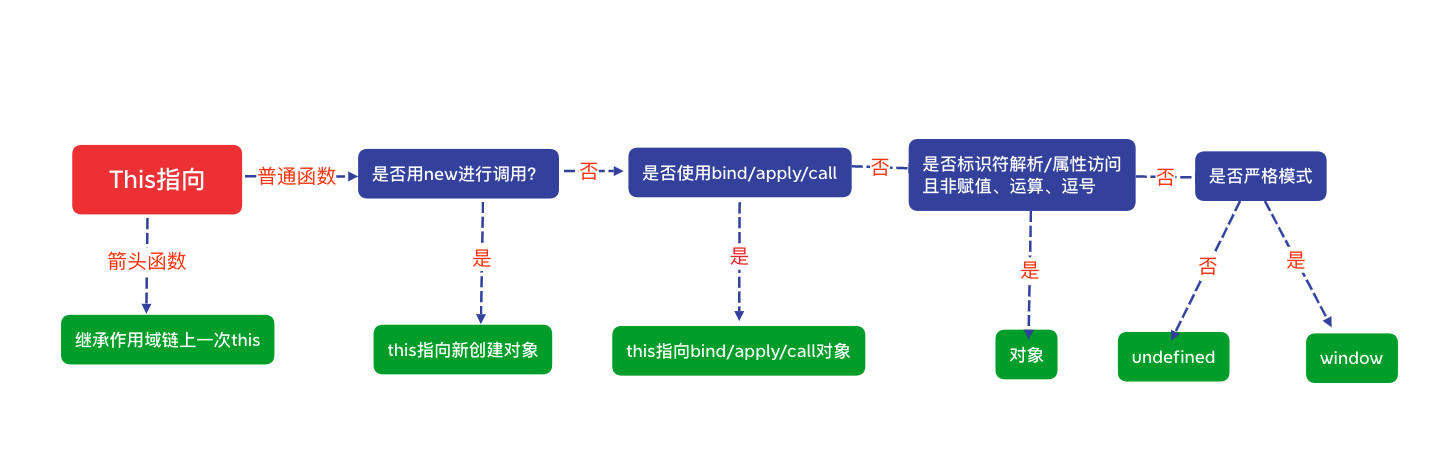 This指向
普通函数
是否用new进行调用？
否
是否使用bind/apply/call
否
是否标识符解析/属性访问
且非赋值、运算、逗号
否
是否严格模式
箭头函数
是
是
是
否
是
继承作用域链上一次this
this指向新创建对象
this指向bind/apply/call对象
对象
undefined
window